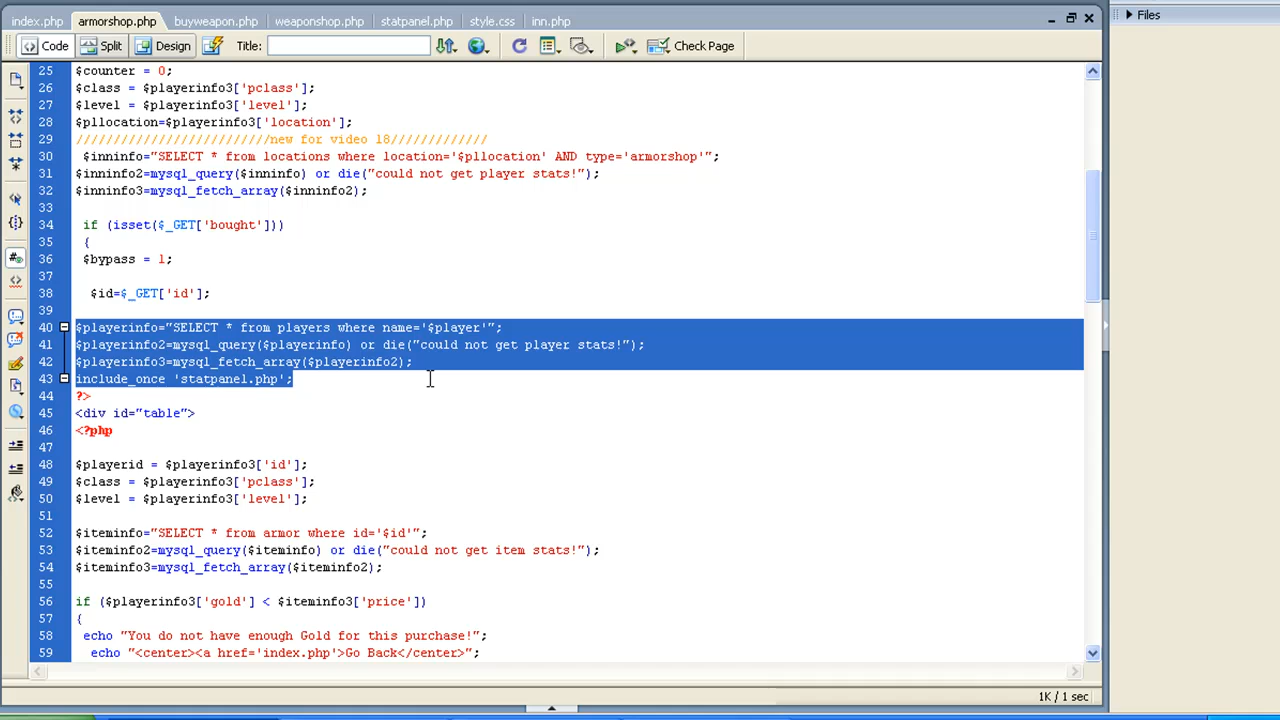 index.php armorshop.php buyweapon.php weaponshop.php statpanel.php style.css inn.php
Files
Code Split Design Title: Check Page
25 $counter = 0;
26 $class = $playerinfo3['pclass'];
27 $level = $playerinfo3['level'];
28 $pllocation=$playerinfo3['location'];
29 //////////////////////////new for video 18/////////////
30 $inninfo="SELECT * from locations where location='$pllocation' AND type='armorshop'";
31 $inninfo2=mysql_query($inninfo) or die("could not get player stats!");
32 $inninfo3=mysql_fetch_array($inninfo2);
33
34 if (isset($_GET['bought']))
35 {
36 $bypass = 1;
37
38 $id=$_GET['id'];
39
40 $playerinfo="SELECT * from players where name='$player'";
41 $playerinfo2=mysql_query($playerinfo) or die("could not get player stats!");
42 $playerinfo3=mysql_fetch_array($playerinfo2);
43 include_once 'statpanel.php';
44 ?>
45 <div id="table">
46 <?php
47
48 $playerid = $playerinfo3['id'];
49 $class = $playerinfo3['pclass'];
50 $level = $playerinfo3['level'];
51
52 $iteminfo="SELECT * from armor where id='$id'";
53 $iteminfo2=mysql_query($iteminfo) or die("could not get item stats!");
54 $iteminfo3=mysql_fetch_array($iteminfo2);
55
56 if ($playerinfo3['gold'] < $iteminfo3['price'])
57 {
58 echo "You do not have enough Gold for this purchase!";
59 echo "<center><a href='index.php'>Go Back</center>";
1K / 1 sec